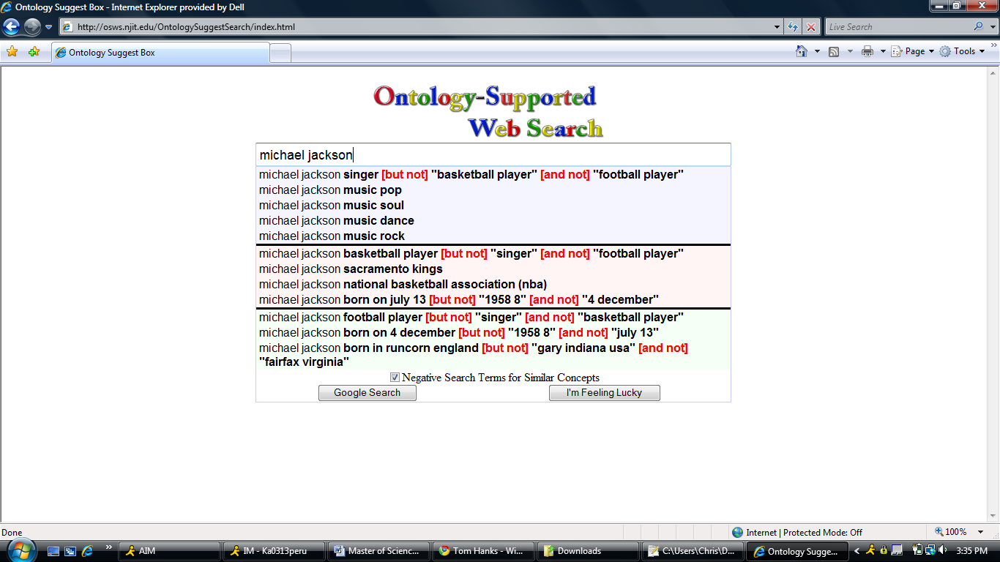 Ontology Suggest Box - Internet Explorer provided by Dell
http://osws.njit.edu/OntologySuggestSearch/index.html
Live Search
Ontology Suggest Box
Page
Tools
Ontology-Supported
Web Search
michael jackson
michael jackson singer [but not] "basketball player" [and not] "football player"
michael jackson music pop
michael jackson music soul
michael jackson music dance
michael jackson music rock
michael jackson basketball player [but not] "singer" [and not] "football player"
michael jackson sacramento kings
michael jackson national basketball association (nba)
michael jackson born on july 13 [but not] "1958 8" [and not] "4 december"
michael jackson football player [but not] "singer" [and not] "basketball player"
michael jackson born on 4 december [but not] "1958 8" [and not] "july 13"
michael jackson born in runcorn england [but not] "gary indiana usa" [and not]
"fairfax virginia"
Negative Search Terms for Similar Concepts
Google Search
I'm Feeling Lucky
Done
Internet | Protected Mode: Off
100%
AIM
IM - Ka0313peru
Master of Scienc...
Tom Hanks - Wi...
Downloads
C:\Users\Chris\D...
Ontology Sugge...
3:35 PM